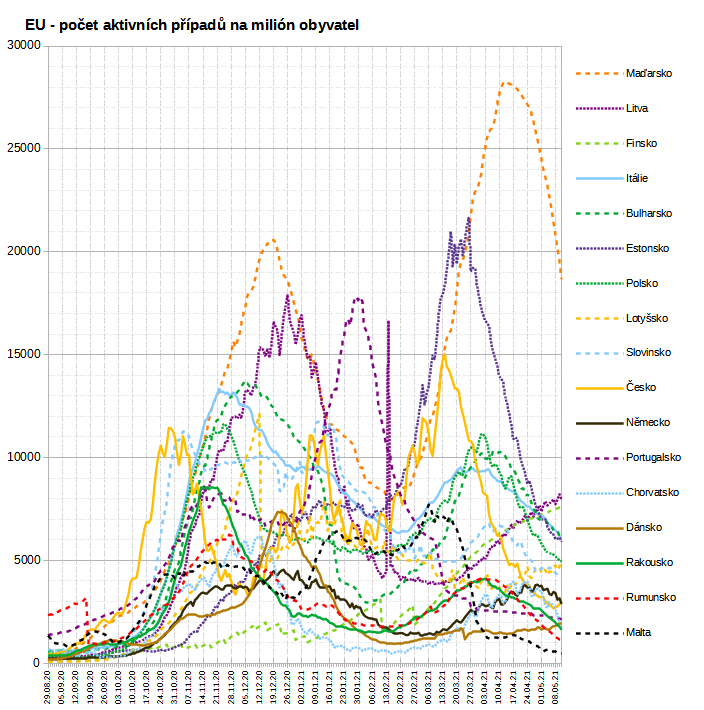 EU - počet aktivních případů na milión obyvatel
30000
25000
20000
15000
10000
5000
0
Maďarsko
Litva
Finsko
Itálie
Bulharsko
Estonsko
Polsko
Lotyšsko
Slovinsko
Česko
Německo
Portugalsko
Chorvatsko
Dánsko
Rakousko
Rumunsko
Malta
29.08.20
05.09.20
12.09.20
19.09.20
26.09.20
03.10.20
10.10.20
17.10.20
24.10.20
31.10.20
07.11.20
14.11.20
21.11.20
28.11.20
05.12.20
12.12.20
19.12.20
26.12.20
02.01.21
09.01.21
16.01.21
23.01.21
30.01.21
06.02.21
13.02.21
20.02.21
27.02.21
06.03.21
13.03.21
20.03.21
27.03.21
03.04.21
10.04.21
17.04.21
24.04.21
01.05.21
08.05.21